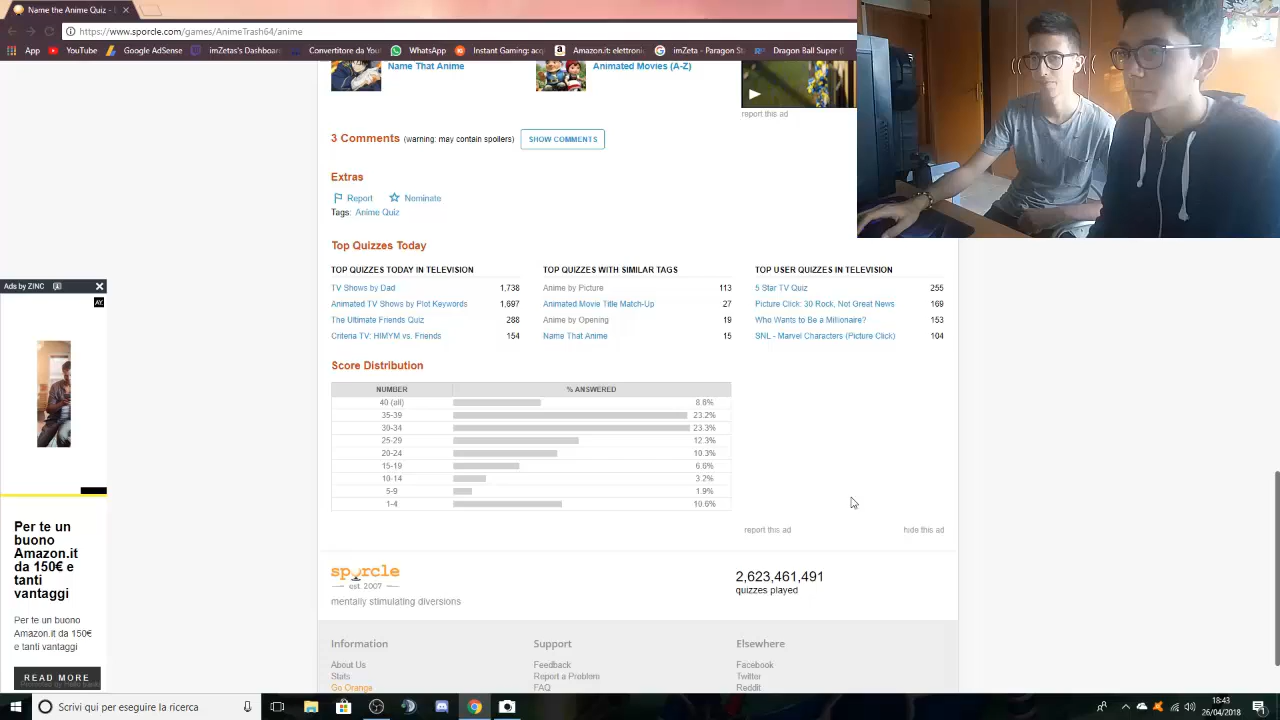 https://www.sporcle.com/games/AnimeTrash64/anime
App YouTube Google AdSense imZetas's Dashboard Convertitore da You WhatsApp Instant Gaming: acq Amazon.it: elettroni imZeta - Paragon Sta Dragon Ball Super (I
Name That Anime
Animated Movies (A-Z)
report this ad
3 Comments (warning: may contain spoilers) SHOW COMMENTS
Extras
Report Nominate
Tags: Anime Quiz
Top Quizzes Today
TOP QUIZZES TODAY IN TELEVISION
TV Shows by Dad 1,738
Animated TV Shows by Plot Keywords 1,697
The Ultimate Friends Quiz 288
Criteria TV: HIMYM vs. Friends 154
TOP QUIZZES WITH SIMILAR TAGS
Anime by Picture 113
Animated Movie Title Match-Up 27
Anime by Opening 19
Name That Anime 15
TOP USER QUIZZES IN TELEVISION
5 Star TV Quiz 255
Picture Click: 30 Rock, Not Great News 169
Who Wants to Be a Millionaire? 153
SNL - Marvel Characters (Picture Click) 104
Score Distribution
NUMBER % ANSWERED
40 (all) 8.6%
35-39 23.2%
30-34 23.3%
25-29 12.3%
20-24 10.3%
15-19 6.6%
10-14 3.2%
5-9 1.9%
1-4 10.6%
report this ad hide this ad
sporcle
est. 2007
mentally stimulating diversions
2,623,461,491
quizzes played
Information
About Us
Stats
Go Orange
Support
Feedback
Report a Problem
FAQ
Elsewhere
Facebook
Twitter
Reddit
Ads by ZINC
Per te un
buono
Amazon.it
da 150€ e
tanti
vantaggi
Per te un buono
Amazon.it da 150€
e tanti vantaggi
READ MORE
Scrivi qui per eseguire la ricerca
18:43
26/04/2018